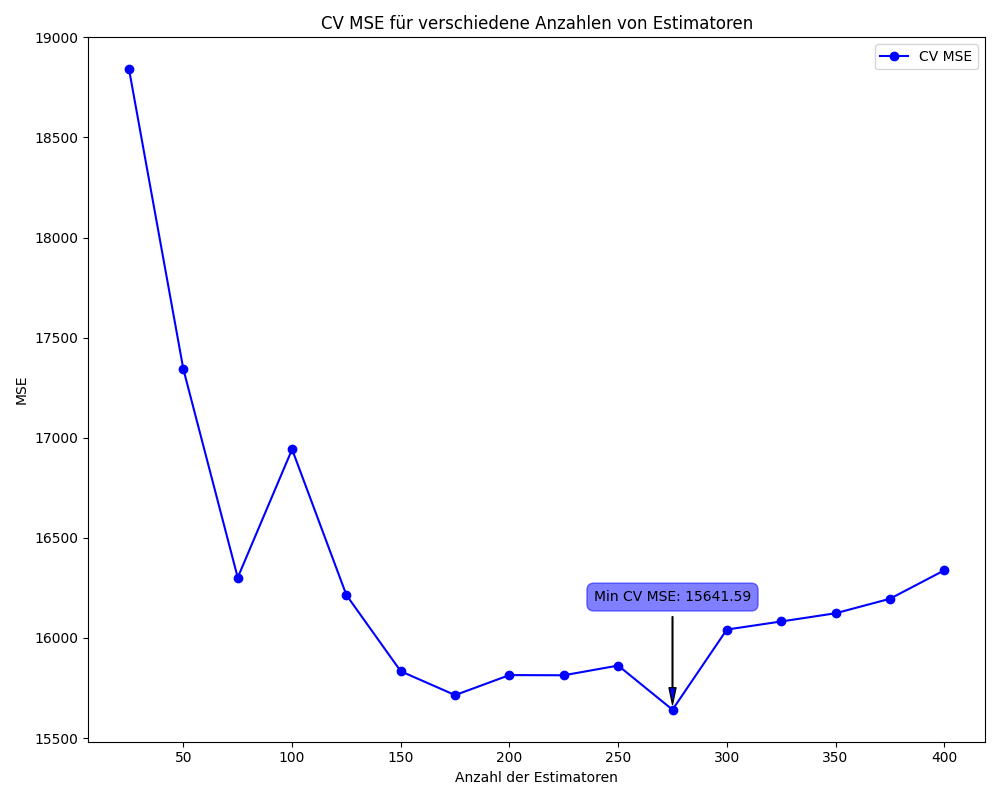 CV MSE für verschiedene Anzahlen von Estimatoren
CV MSE
19000
18500
18000
17500
17000
16500
16000
15500
MSE
Min CV MSE: 15641.59
50 100 150 200 250 300 350 400
Anzahl der Estimatoren